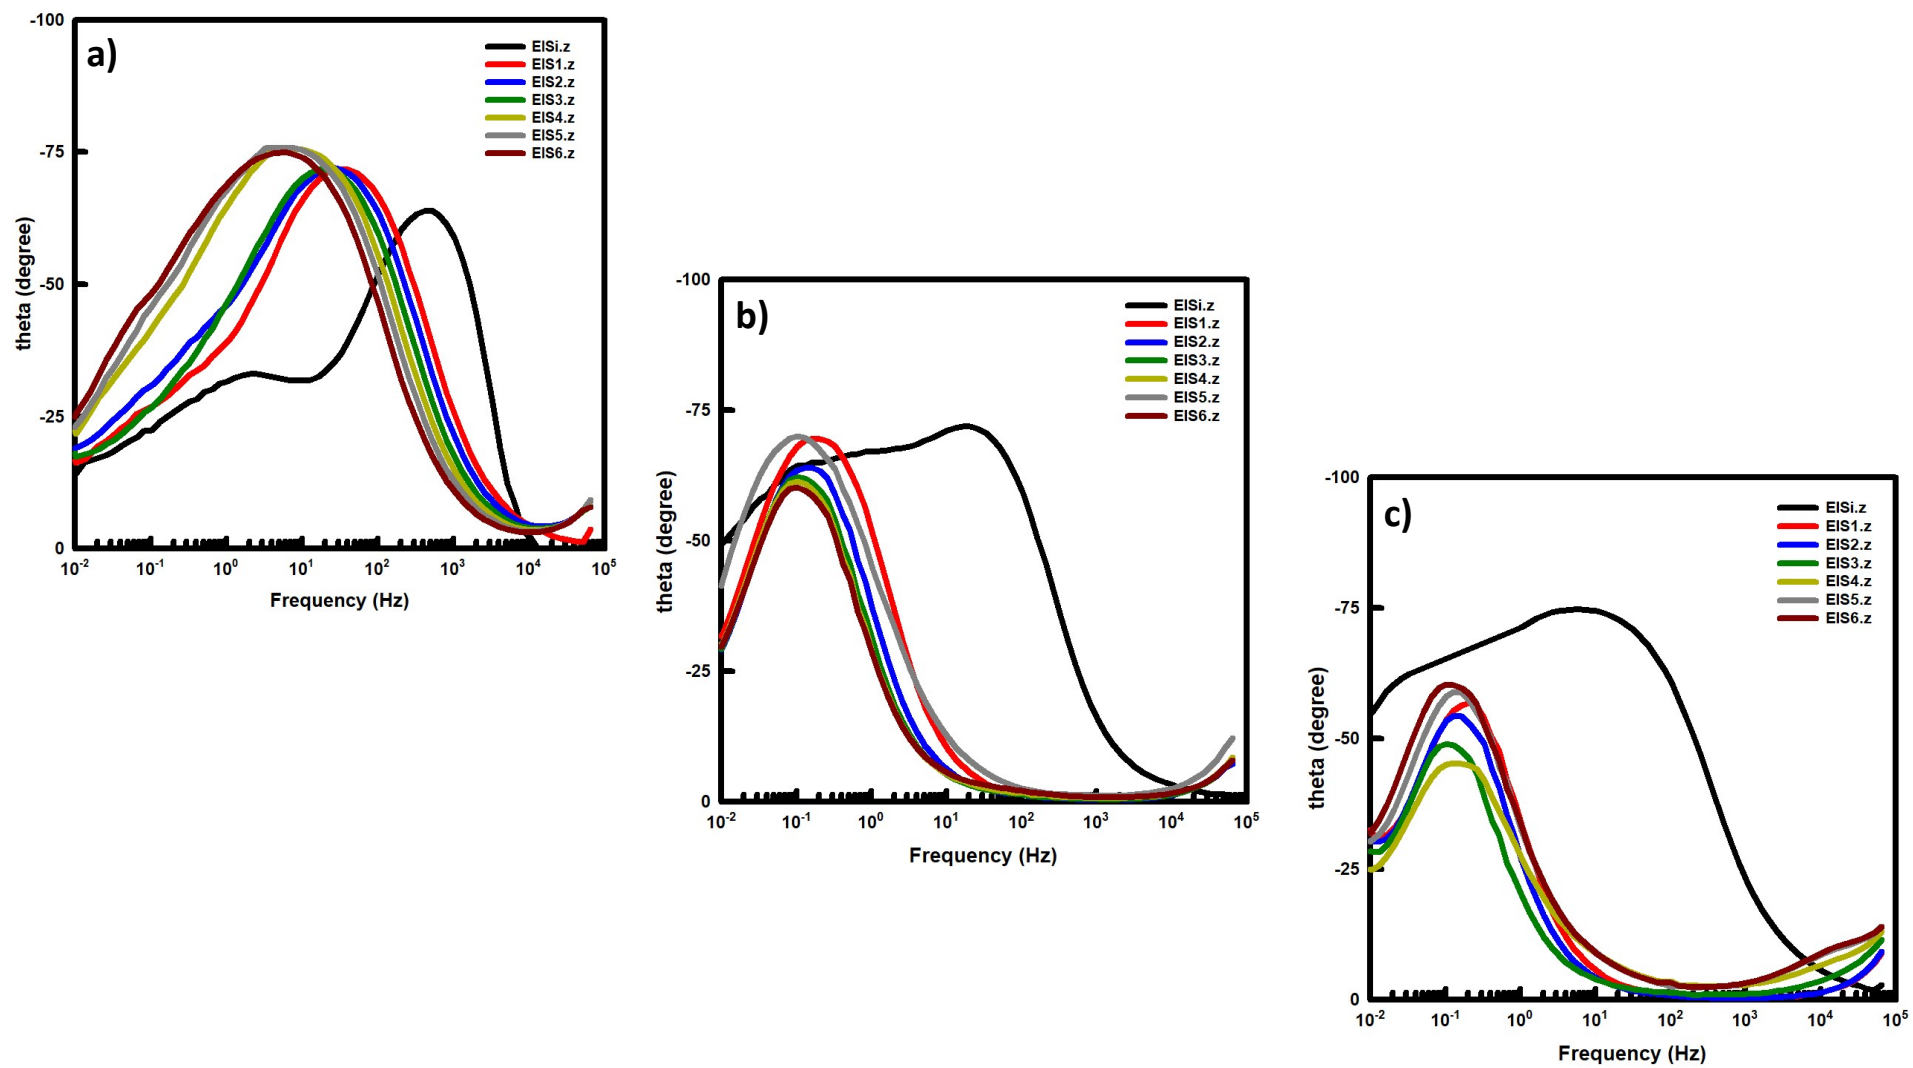 a)
-100
-75
-50
-25
0
theta (degree)
EISi.z
EIS1.z
EIS2.z
EIS3.z
EIS4.z
EIS5.z
EIS6.z
10-2 10-1 100 101 102 103 104 105
Frequency (Hz)
b)
-100
-75
-50
-25
0
theta (degree)
EISi.z
EIS1.z
EIS2.z
EIS3.z
EIS4.z
EIS5.z
EIS6.z
10-2 10-1 100 101 102 103 104 105
Frequency (Hz)
c)
-100
-75
-50
-25
0
theta (degree)
EISi.z
EIS1.z
EIS2.z
EIS3.z
EIS4.z
EIS5.z
EIS6.z
10-2 10-1 100 101 102 103 104 105
Frequency (Hz)